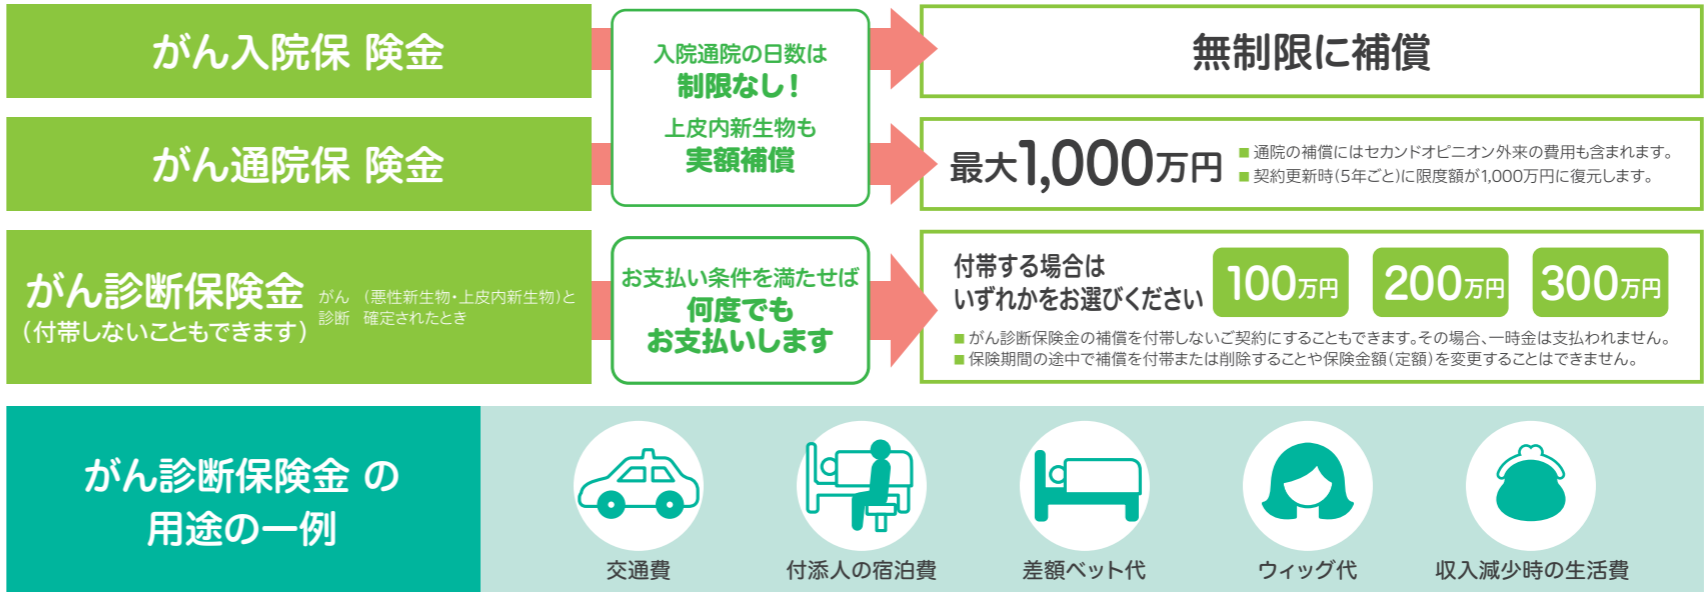 がん入院保 険金
入院通院の日数は
制限なし!
上皮内新生物も
実額補償
無制限に補償
がん通院保 険金
最大1,000万円
■ 通院の補償にはセカンドオピニオン外来の費用も含まれます。
■ 契約更新時(5年ごと)に限度額が1,000万円に復元します。
がん診断保険金
(付帯しないこともできます)
がん (悪性新生物・上皮内新生物)と
診断 確定されたとき
お支払い条件を満たせば
何度でも
お支払いします
付帯する場合は
いずれかをお選びください
100万円 200万円 300万円
■ がん診断保険金の補償を付帯しないご契約にすることもできます。その場合、一時金は支払われません。
■ 保険期間の途中で補償を付帯または削除することや保険金額(定額)を変更することはできません。
がん診断保険金 の
用途の一例
交通費 付添人の宿泊費 差額ベット代 ウィッグ代 収入減少時の生活費